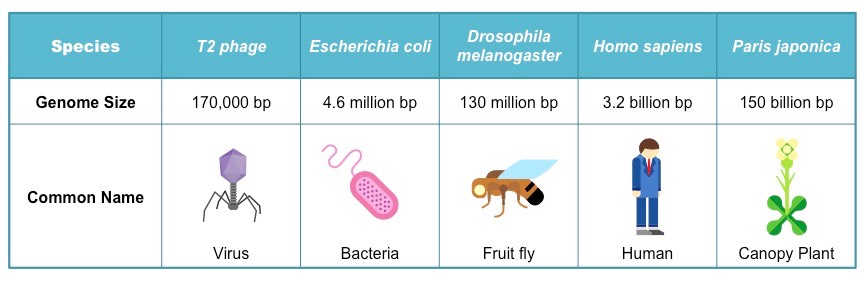 Species T2 phage Escherichia coli Drosophila melanogaster Homo sapiens Paris japonica
Genome Size 170,000 bp 4.6 million bp 130 million bp 3.2 billion bp 150 billion bp
Common Name Virus Bacteria Fruit fly Human Canopy Plant